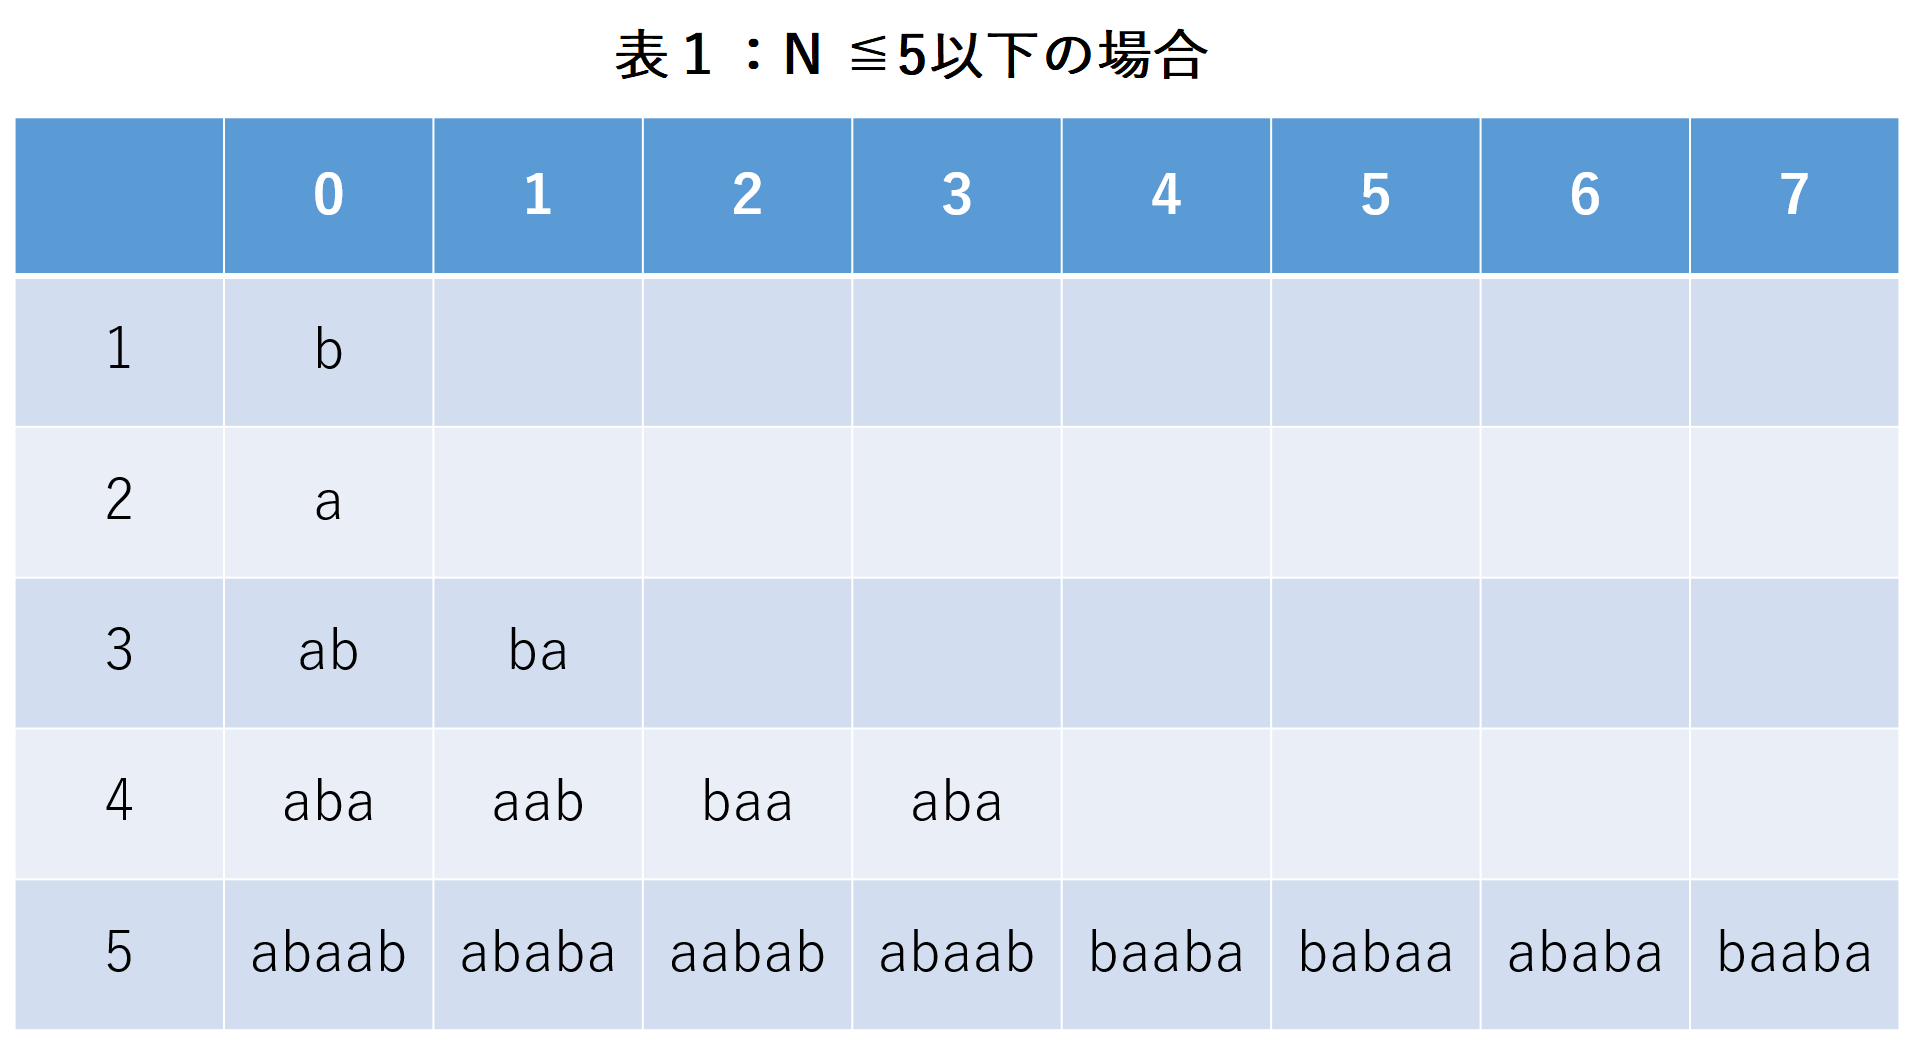 表１：N ≦5以下の場合
0 1 2 3 4 5 6 7
1 b
2 a
3 ab ba
4 aba aab baa aba
5 abaab ababa aabab abaab baaba babaa ababa baaba